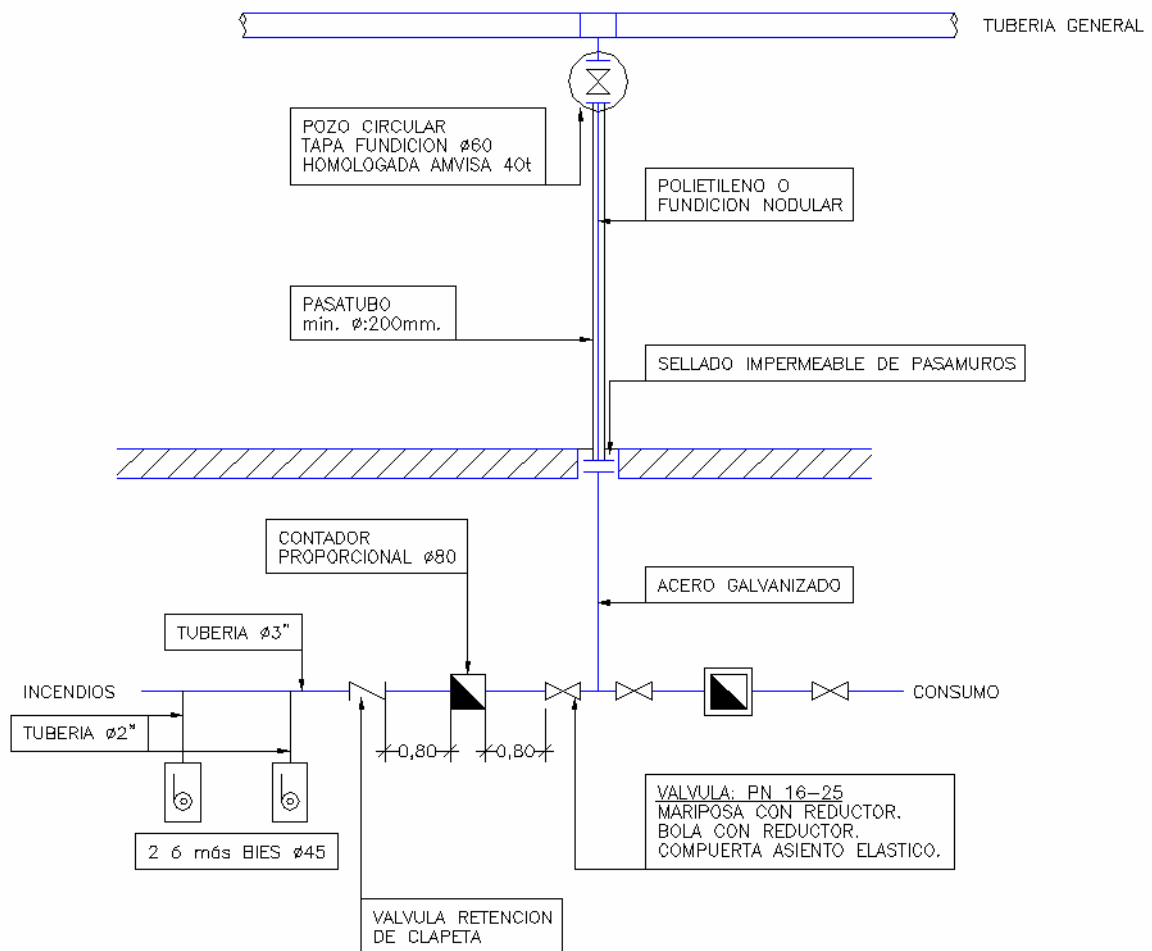 TUBERIA GENERAL
POZO CIRCULAR
TAPA FUNDICION ø60
HOMOLOGADA AMVISA 40t
POLIETILENO O
FUNDICION NODULAR
PASATUBO
min. ø:200mm.
SELLADO IMPERMEABLE DE PASAMUROS
CONTADOR
PROPORCIONAL ø80
ACERO GALVANIZADO
TUBERIA ø3"
INCENDIOS
CONSUMO
TUBERIA ø2"
0,80
0,80
VALVULA: PN 16-25
MARIPOSA CON REDUCTOR.
BOLA CON REDUCTOR.
COMPUERTA ASIENTO ELASTICO.
2 6 más BIES ø45
VALVULA RETENCION
DE CLAPETA